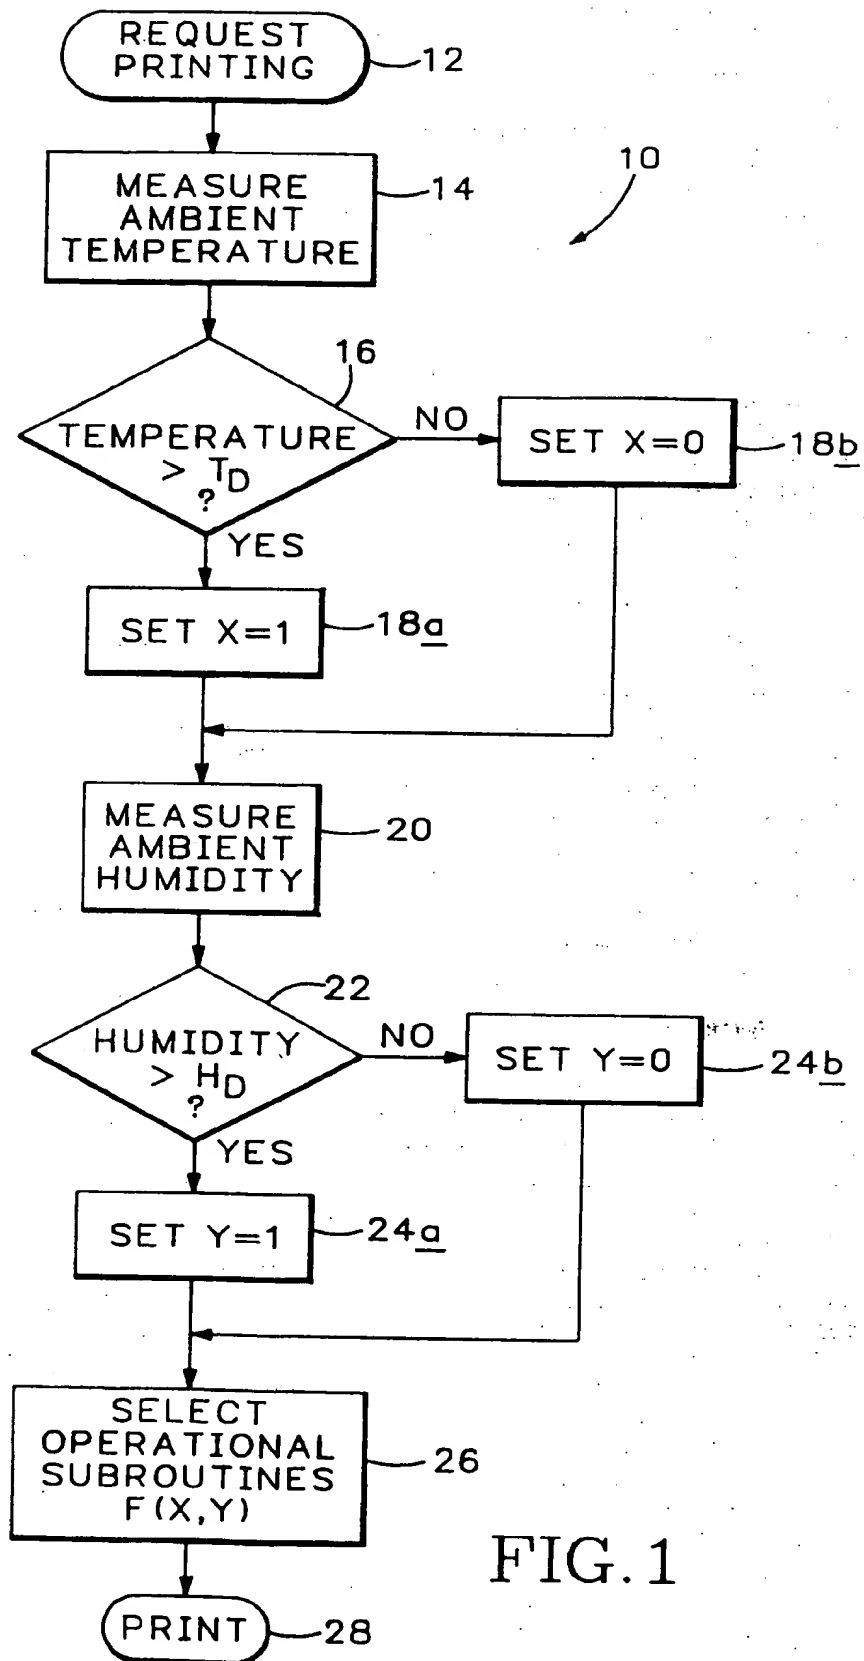 REQUEST
PRINTING
12
10
MEASURE
AMBIENT
TEMPERATURE
14
16
TEMPERATURE
> TD
?
NO
SET X=0
18b
YES
SET X=1
18a
MEASURE
AMBIENT
HUMIDITY
20
22
HUMIDITY
> HD
?
NO
SET Y=0
24b
YES
SET Y=1
24a
SELECT
OPERATIONAL
SUBROUTINES
F(X,Y)
26
FIG. 1
PRINT
28